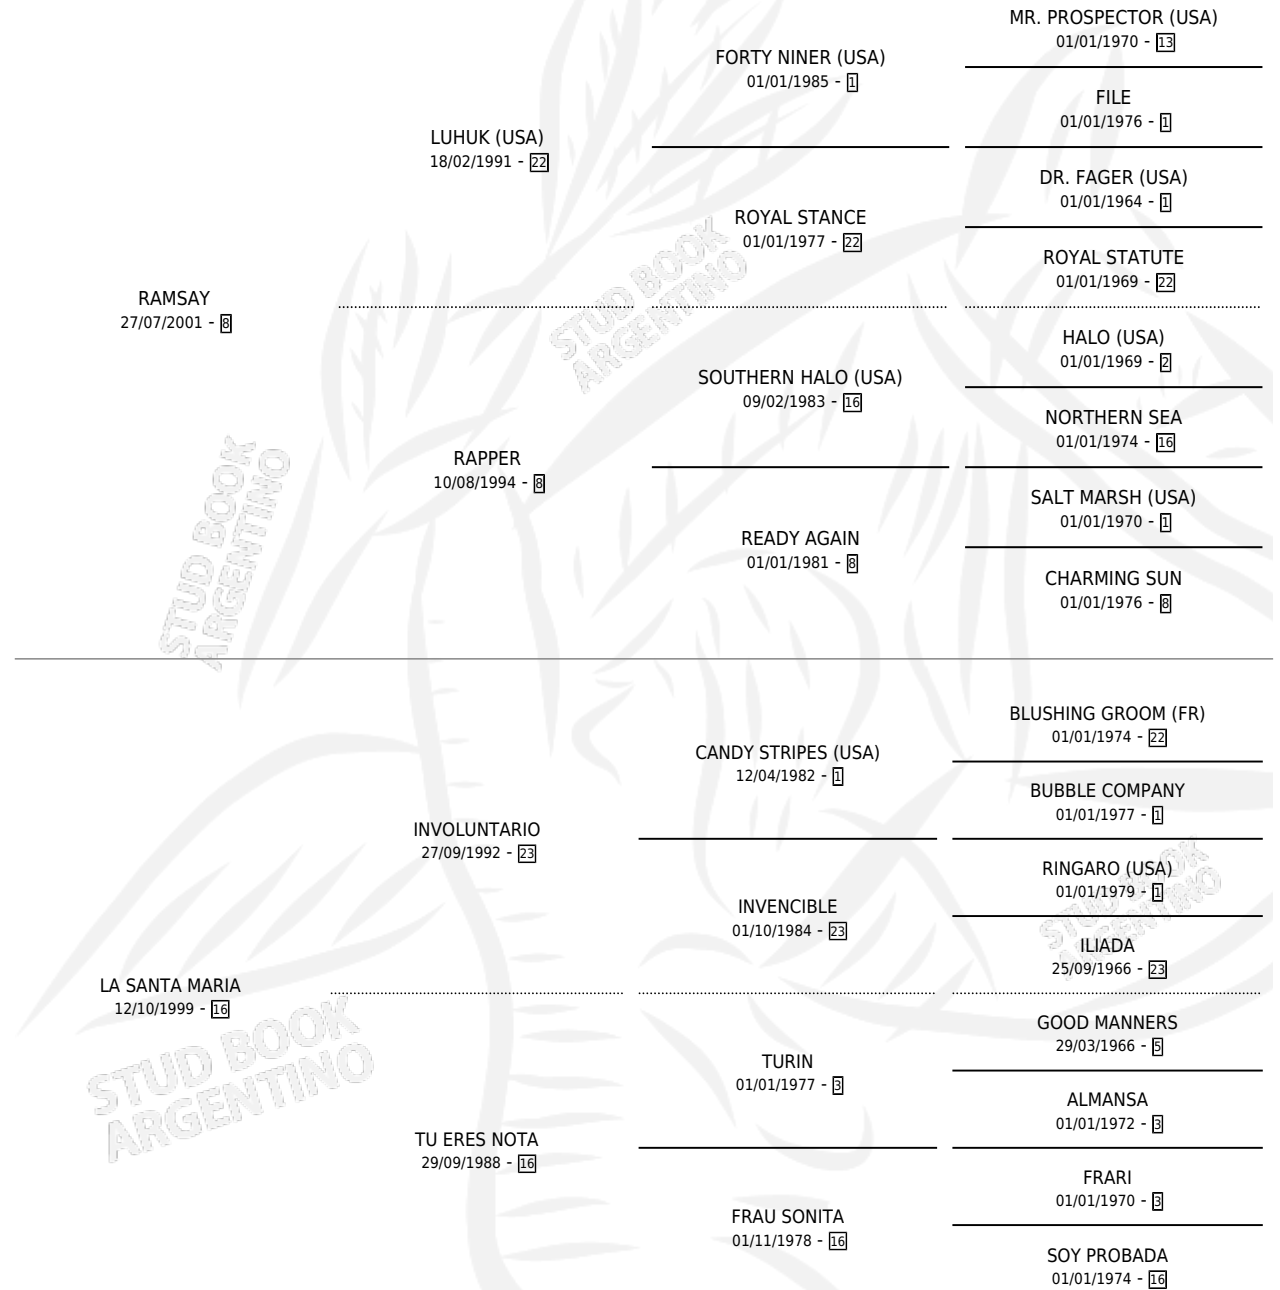 MR. PROSPECTOR (USA)
01/01/1970 - 13
FORTY NINER (USA)
01/01/1985 - 1
FILE
01/01/1976 - 1
LUHUK (USA)
18/02/1991 - 22
DR. FAGER (USA)
01/01/1964 - 1
ROYAL STANCE
01/01/1977 - 22
ROYAL STATUTE
01/01/1969 - 22
RAMSAY
27/07/2001 - 8
STUD BOOK
ARGENTINO
HALO (USA)
01/01/1969 - 2
SOUTHERN HALO (USA)
09/02/1983 - 16
NORTHERN SEA
01/01/1974 - 16
RAPPER
10/08/1994 - 8
SALT MARSH (USA)
01/01/1970 - 1
READY AGAIN
01/01/1981 - 8
CHARMING SUN
01/01/1976 - 8
STUD BOOK
ARGENTINO
BLUSHING GROOM (FR)
01/01/1974 - 22
CANDY STRIPES (USA)
12/04/1982 - 1
BUBBLE COMPANY
01/01/1977 - 1
INVOLUNTARIO
27/09/1992 - 23
RINGARO (USA)
01/01/1979 - 1
INVENCIBLE
01/10/1984 - 23
ILIADA
25/09/1966 - 23
STUD BOOK
ARGENTINO
LA SANTA MARIA
12/10/1999 - 16
STUD BOOK
ARGENTINO
GOOD MANNERS
29/03/1966 - 5
TURIN
01/01/1977 - 3
ALMANSA
01/01/1972 - 3
TU ERES NOTA
29/09/1988 - 16
FRARI
01/01/1970 - 3
FRAU SONITA
01/11/1978 - 16
SOY PROBADA
01/01/1974 - 16